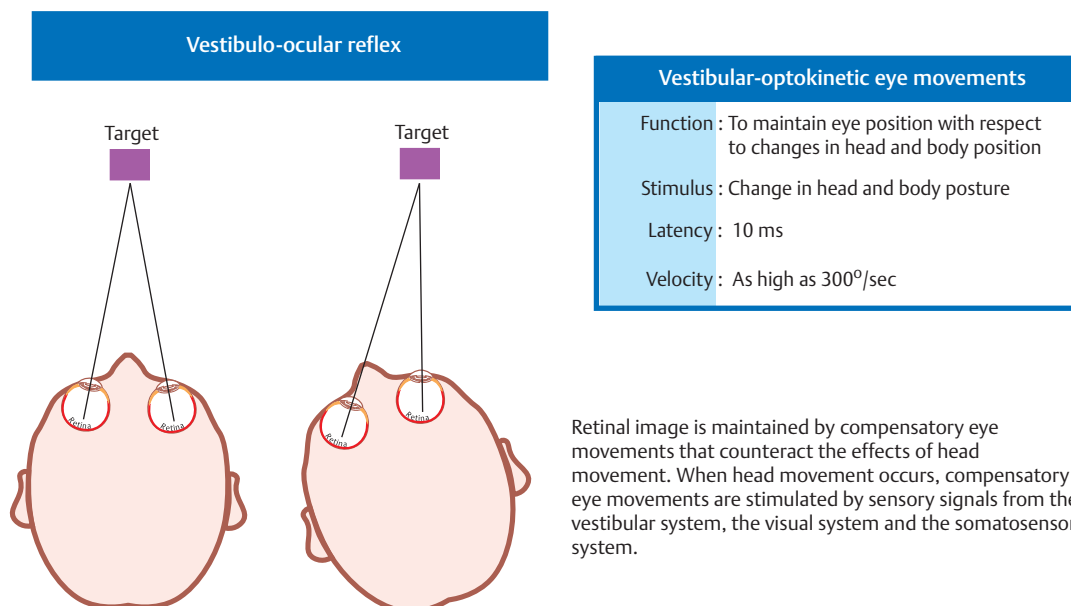 Vestibulo-ocular reflex
Target
Target
Retina
Retina
Retina
Retina
Vestibular-optokinetic eye movements
Function : To maintain eye position with respect
to changes in head and body position
Stimulus : Change in head and body posture
Latency : 10 ms
Velocity : As high as 300⁰/sec
Retinal image is maintained by compensatory eye
movements that counteract the effects of head
movement. When head movement occurs, compensatory
eye movements are stimulated by sensory signals from the
vestibular system, the visual system and the somatosensor
system.